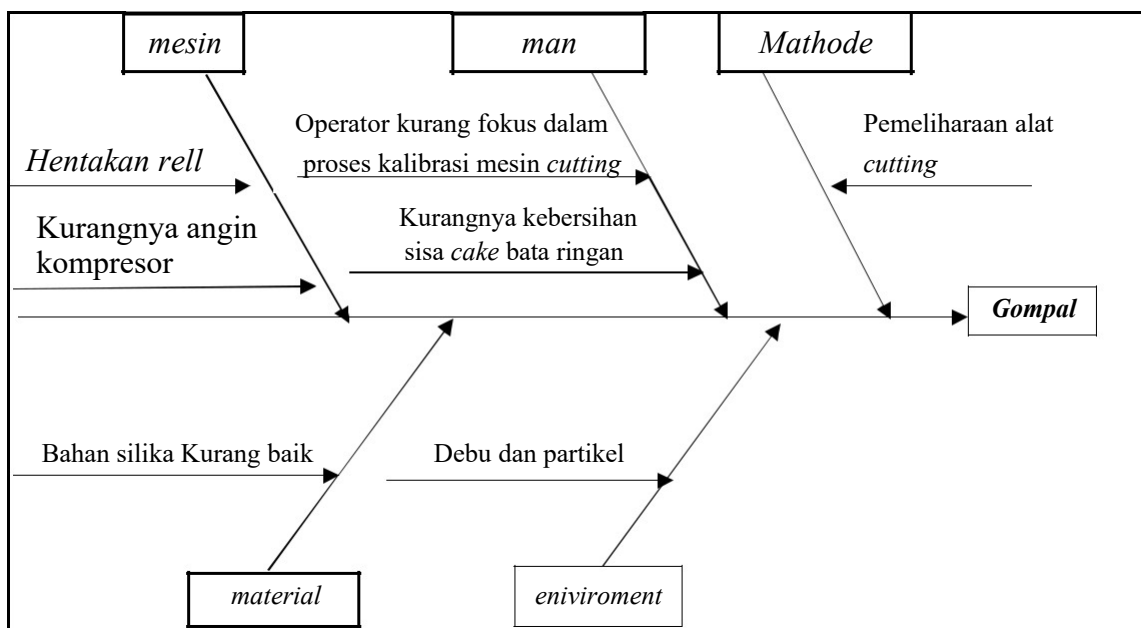 mesin
man
Mathode
Operator kurang fokus dalam
proses kalibrasi mesin cutting
Pemeliharaan alat
cutting
Hentakan rell
Kurangnya kebersihan
sisa cake bata ringan
Kurangnya angin
kompresor
Gompal
Bahan silika Kurang baik
Debu dan partikel
material
eniviroment